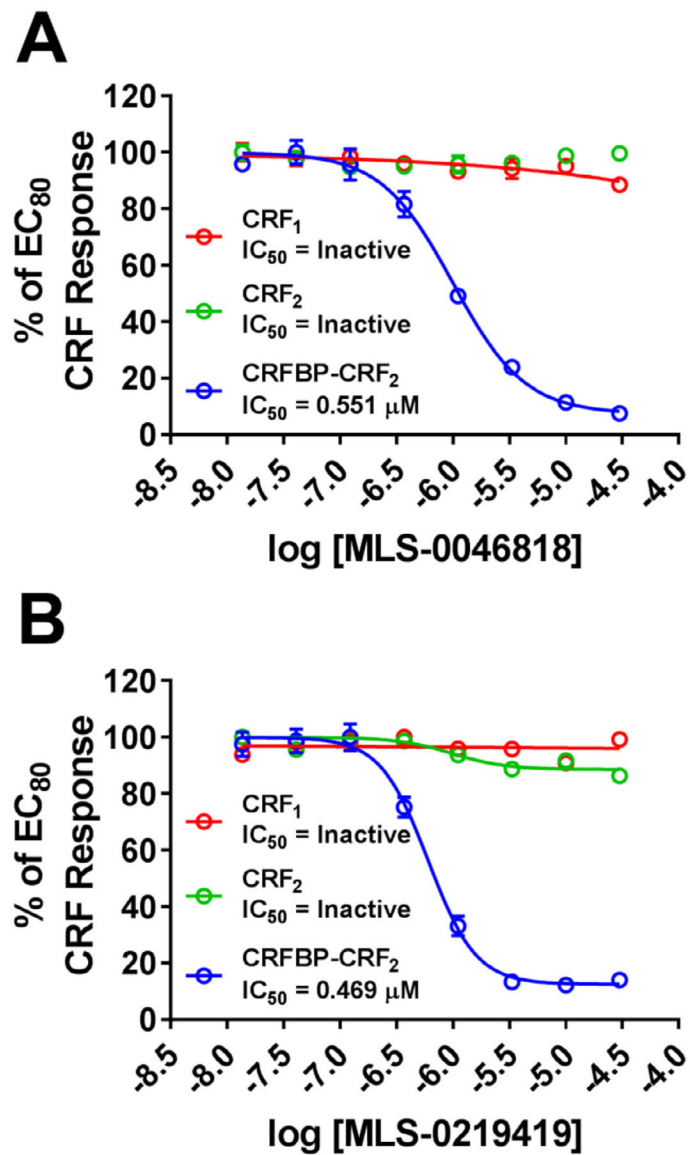 A
% of EC80
CRF Response
120
100
80
60
40
20
0
CRF1
IC50 = Inactive
CRF2
IC50 = Inactive
CRFBP-CRF2
IC50 = 0.551 μM
-8.5
-8.0
-7.5
-7.0
-6.5
-6.0
-5.5
-5.0
-4.5
-4.0
log [MLS-0046818]
B
% of EC80
CRF Response
120
100
80
60
40
20
0
CRF1
IC50 = Inactive
CRF2
IC50 = Inactive
CRFBP-CRF2
IC50 = 0.469 μM
-8.5
-8.0
-7.5
-7.0
-6.5
-6.0
-5.5
-5.0
-4.5
-4.0
log [MLS-0219419]